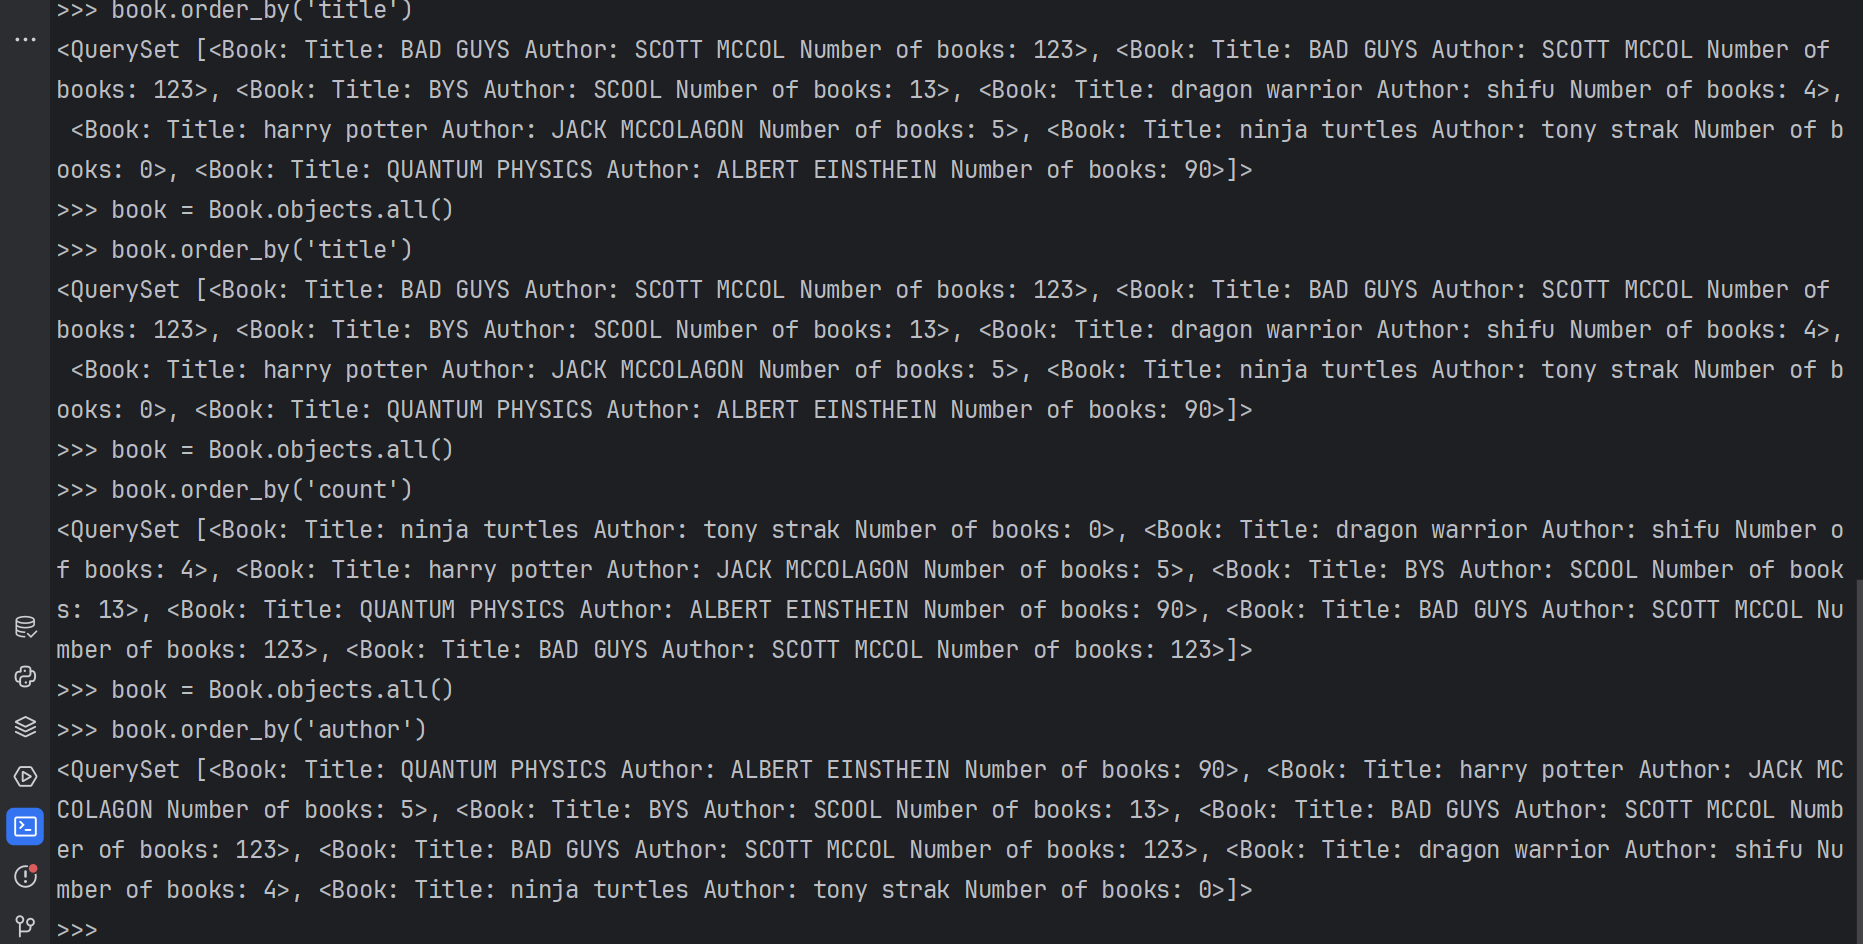 >>> book.order_by('title')
<QuerySet [<Book: Title: BAD GUYS Author: SCOTT MCCOL Number of books: 123>, <Book: Title: BAD GUYS Author: SCOTT MCCOL Number of
books: 123>, <Book: Title: BYS Author: SCOOL Number of books: 13>, <Book: Title: dragon warrior Author: shifu Number of books: 4>,
 <Book: Title: harry potter Author: JACK MCCOLAGON Number of books: 5>, <Book: Title: ninja turtles Author: tony strak Number of b
ooks: 0>, <Book: Title: QUANTUM PHYSICS Author: ALBERT EINSTHEIN Number of books: 90>]>
>>> book = Book.objects.all()
>>> book.order_by('title')
<QuerySet [<Book: Title: BAD GUYS Author: SCOTT MCCOL Number of books: 123>, <Book: Title: BAD GUYS Author: SCOTT MCCOL Number of
books: 123>, <Book: Title: BYS Author: SCOOL Number of books: 13>, <Book: Title: dragon warrior Author: shifu Number of books: 4>,
 <Book: Title: harry potter Author: JACK MCCOLAGON Number of books: 5>, <Book: Title: ninja turtles Author: tony strak Number of b
ooks: 0>, <Book: Title: QUANTUM PHYSICS Author: ALBERT EINSTHEIN Number of books: 90>]>
>>> book = Book.objects.all()
>>> book.order_by('count')
<QuerySet [<Book: Title: ninja turtles Author: tony strak Number of books: 0>, <Book: Title: dragon warrior Author: shifu Number o
f books: 4>, <Book: Title: harry potter Author: JACK MCCOLAGON Number of books: 5>, <Book: Title: BYS Author: SCOOL Number of book
s: 13>, <Book: Title: QUANTUM PHYSICS Author: ALBERT EINSTHEIN Number of books: 90>, <Book: Title: BAD GUYS Author: SCOTT MCCOL Nu
mber of books: 123>, <Book: Title: BAD GUYS Author: SCOTT MCCOL Number of books: 123>]>
>>> book = Book.objects.all()
>>> book.order_by('author')
<QuerySet [<Book: Title: QUANTUM PHYSICS Author: ALBERT EINSTHEIN Number of books: 90>, <Book: Title: harry potter Author: JACK MC
COLAGON Number of books: 5>, <Book: Title: BYS Author: SCOOL Number of books: 13>, <Book: Title: BAD GUYS Author: SCOTT MCCOL Numb
er of books: 123>, <Book: Title: BAD GUYS Author: SCOTT MCCOL Number of books: 123>, <Book: Title: dragon warrior Author: shifu Nu
mber of books: 4>, <Book: Title: ninja turtles Author: tony strak Number of books: 0>]>
>>>